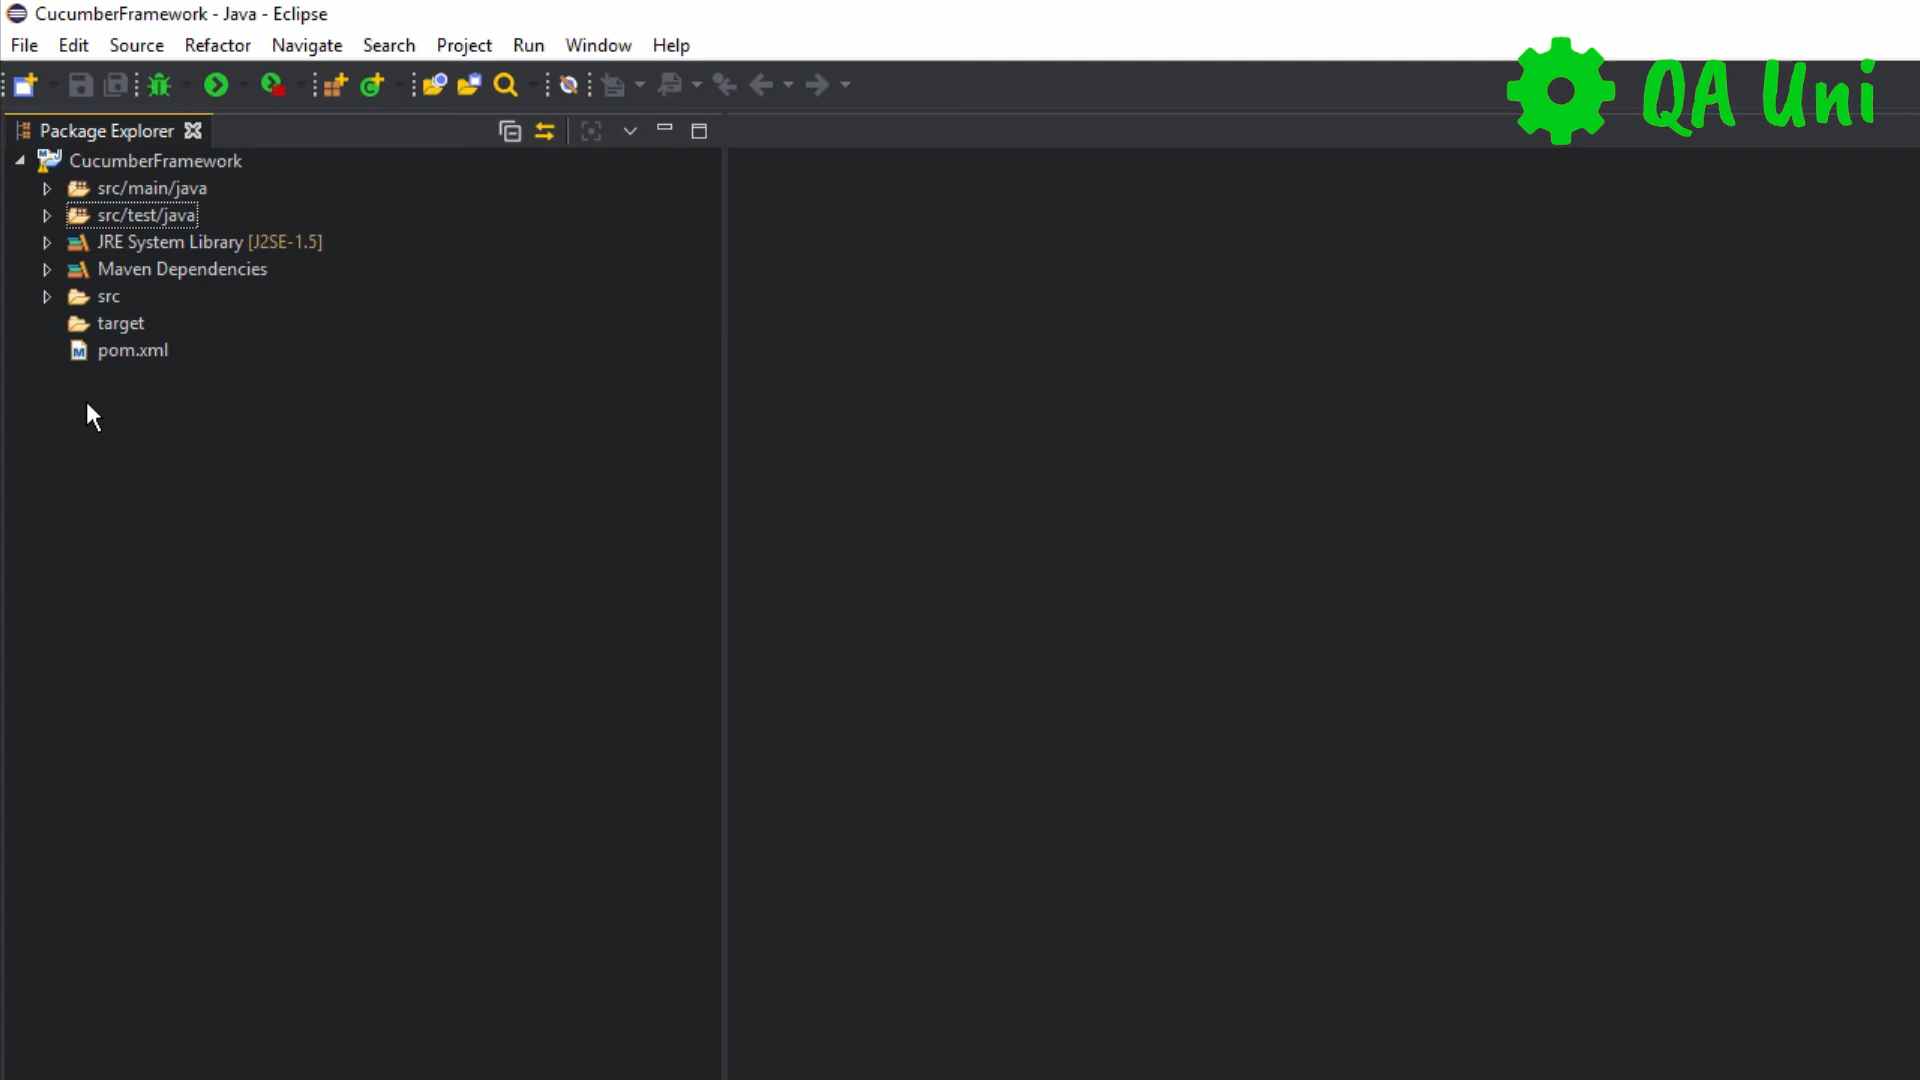 CucumberFramework - Java - Eclipse
File Edit Source Refactor Navigate Search Project Run Window Help
QA Uni
Package Explorer
CucumberFramework
src/main/java
src/test/java
JRE System Library [J2SE-1.5]
Maven Dependencies
src
target
pom.xml